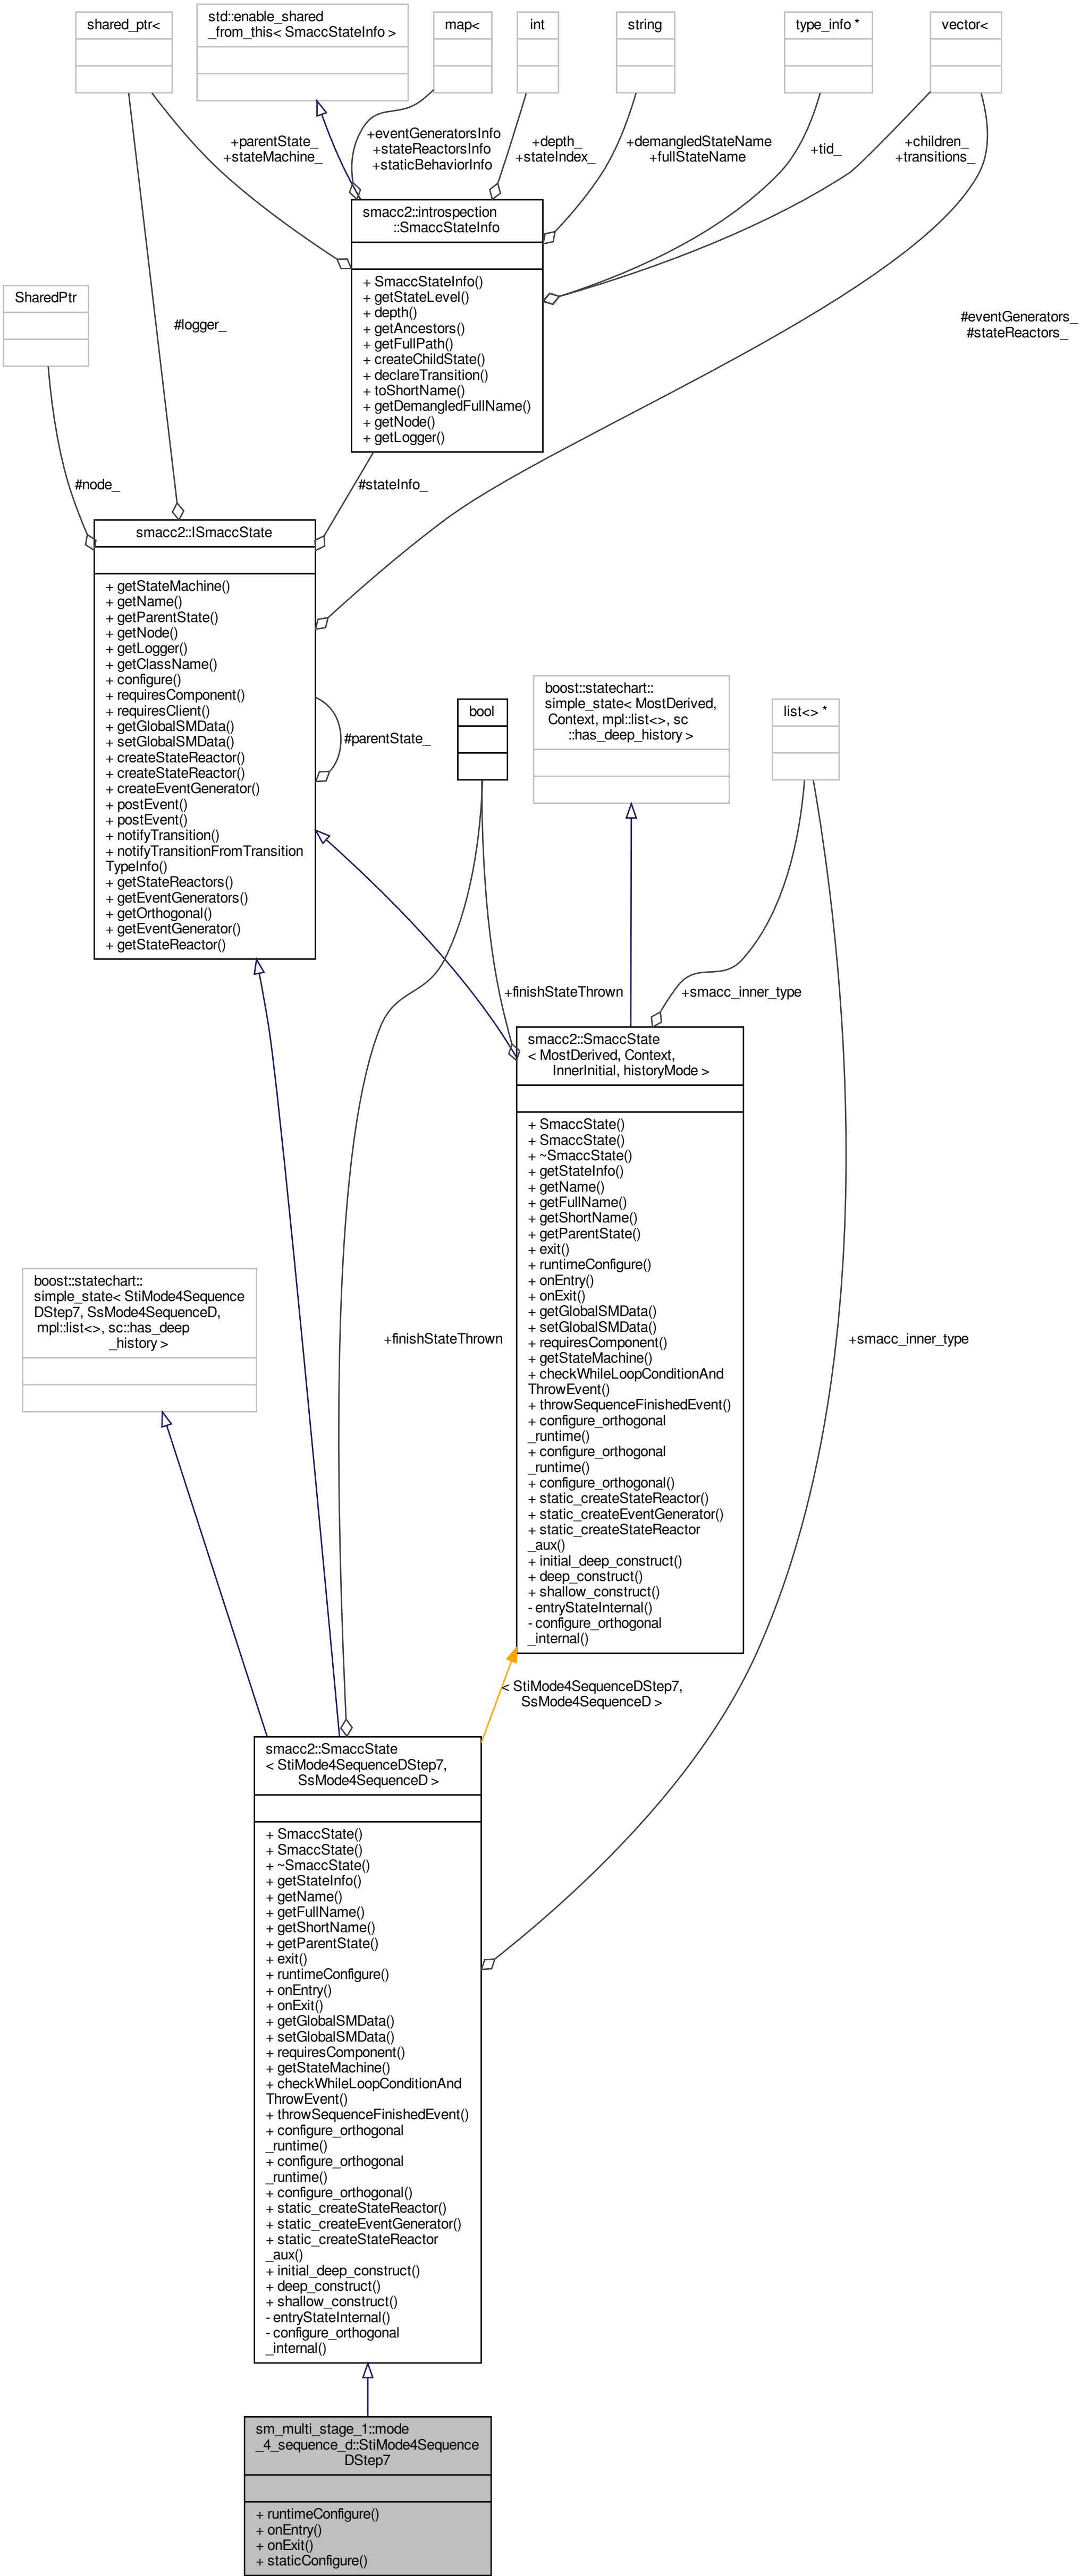 shared_ptr<
std::enable_shared
_from_this< SmaccStateInfo >
map<
int
string
type_info *
vector<
+parentState_
+stateMachine_
+eventGeneratorsInfo
+stateReactorsInfo
+staticBehaviorInfo
+depth_
+stateIndex_
+demangledStateName
+fullStateName
+tid_
+children_
+transitions_
smacc2::introspection
::SmaccStateInfo
+ SmaccStateInfo()
+ getStateLevel()
+ depth()
+ getAncestors()
+ getFullPath()
+ createChildState()
+ declareTransition()
+ toShortName()
+ getDemangledFullName()
+ getNode()
+ getLogger()
SharedPtr
#logger_
#eventGenerators_
#stateReactors_
#node_
#stateInfo_
smacc2::ISmaccState
+ getStateMachine()
+ getName()
+ getParentState()
+ getNode()
+ getLogger()
+ getClassName()
+ configure()
+ requiresComponent()
+ requiresClient()
+ getGlobalSMData()
+ setGlobalSMData()
+ createStateReactor()
+ createStateReactor()
+ createEventGenerator()
+ postEvent()
+ postEvent()
+ notifyTransition()
+ notifyTransitionFromTransition
TypeInfo()
+ getStateReactors()
+ getEventGenerators()
+ getOrthogonal()
+ getEventGenerator()
+ getStateReactor()
#parentState_
bool
boost::statechart::
simple_state< MostDerived,
Context, mpl::list<>, sc
::has_deep_history >
list<> *
+finishStateThrown
+smacc_inner_type
smacc2::SmaccState
< MostDerived, Context,
InnerInitial, historyMode >
+ SmaccState()
+ SmaccState()
+ ~SmaccState()
+ getStateInfo()
+ getName()
+ getFullName()
+ getShortName()
+ getParentState()
+ exit()
+ runtimeConfigure()
+ onEntry()
+ onExit()
+ getGlobalSMData()
+ setGlobalSMData()
+ requiresComponent()
+ getStateMachine()
+ checkWhileLoopConditionAnd
ThrowEvent()
+ throwSequenceFinishedEvent()
+ configure_orthogonal
_runtime()
+ configure_orthogonal
_runtime()
+ configure_orthogonal()
+ static_createStateReactor()
+ static_createEventGenerator()
+ static_createStateReactor
_aux()
+ initial_deep_construct()
+ deep_construct()
+ shallow_construct()
- entryStateInternal()
- configure_orthogonal
_internal()
boost::statechart::
simple_state< StiMode4Sequence
DStep7, SsMode4SequenceD,
mpl::list<>, sc::has_deep
_history >
+finishStateThrown
+smacc_inner_type
< StiMode4SequenceDStep7,
SsMode4SequenceD >
smacc2::SmaccState
< StiMode4SequenceDStep7,
SsMode4SequenceD >
+ SmaccState()
+ SmaccState()
+ ~SmaccState()
+ getStateInfo()
+ getName()
+ getFullName()
+ getShortName()
+ getParentState()
+ exit()
+ runtimeConfigure()
+ onEntry()
+ onExit()
+ getGlobalSMData()
+ setGlobalSMData()
+ requiresComponent()
+ getStateMachine()
+ checkWhileLoopConditionAnd
ThrowEvent()
+ throwSequenceFinishedEvent()
+ configure_orthogonal
_runtime()
+ configure_orthogonal
_runtime()
+ configure_orthogonal()
+ static_createStateReactor()
+ static_createEventGenerator()
+ static_createStateReactor
_aux()
+ initial_deep_construct()
+ deep_construct()
+ shallow_construct()
- entryStateInternal()
- configure_orthogonal
_internal()
sm_multi_stage_1::mode
_4_sequence_d::StiMode4Sequence
DStep7
+ runtimeConfigure()
+ onEntry()
+ onExit()
+ staticConfigure()